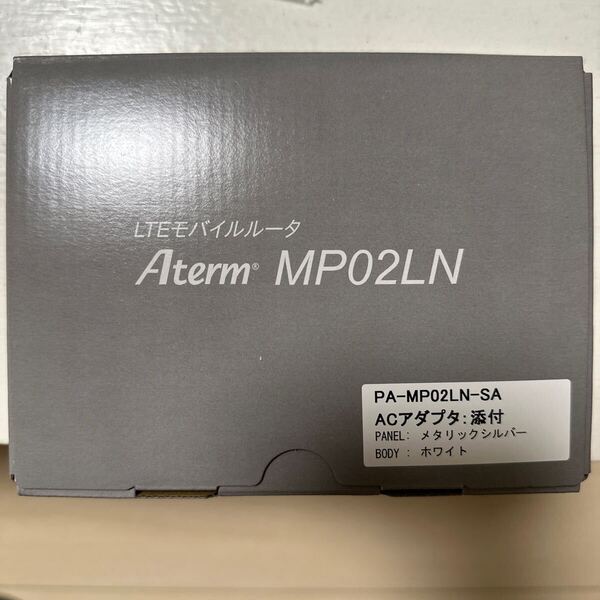 LTEモバイルルータ
Aterm® MP02LN
PA-MP02LN-SA
ACアダプタ:添付
PANEL: メタリックシルバー
BODY : ホワイト